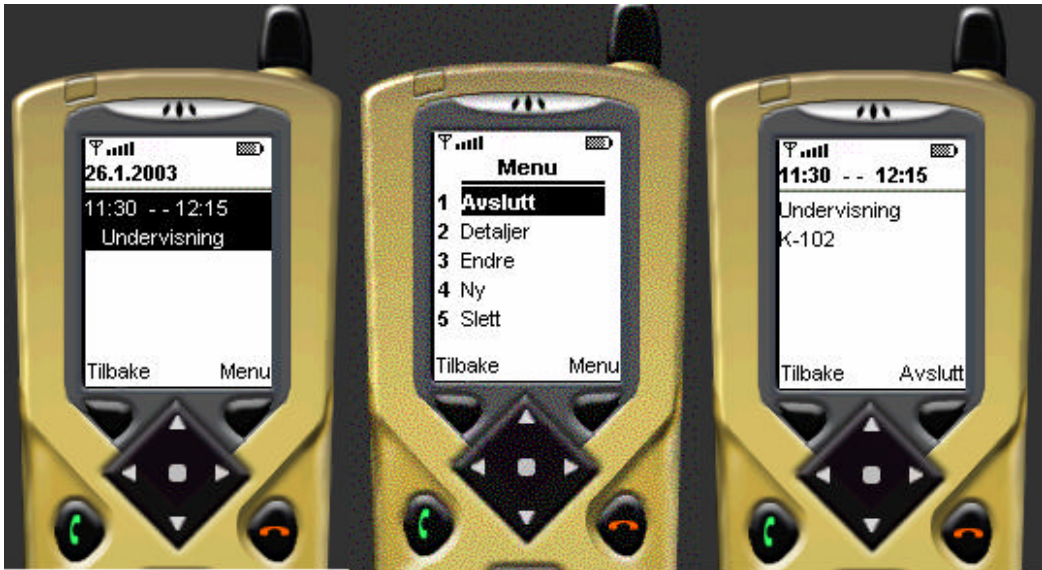 26.1.2003
11:30 - - 12:15
Undervisning
Tilbake Menu
Menu
1 Avslutt
2 Detaljer
3 Endre
4 Ny
5 Slett
Tilbake Menu
11:30 - - 12:15
Undervisning
K-102
Tilbake Avslutt